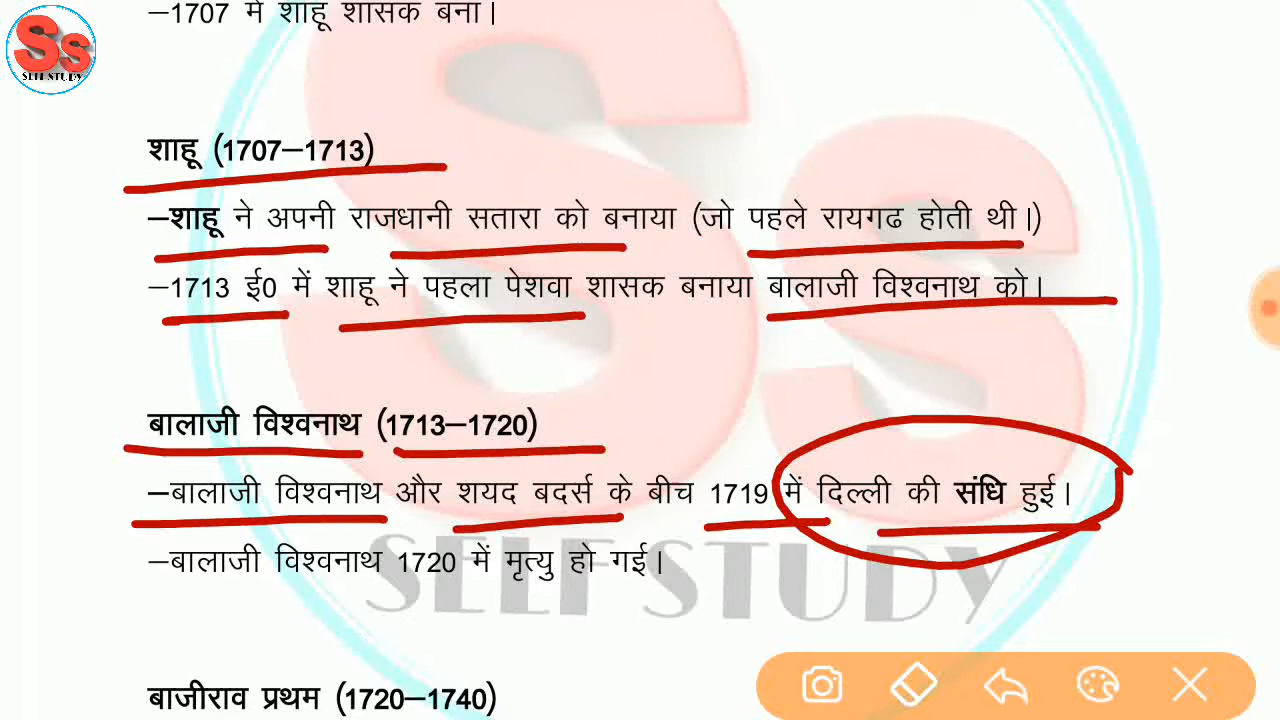 –1707 में शाहू शासक बना।
Ss
SELF STUDY
शाहू (1707–1713)
–शाहू ने अपनी राजधानी सतारा को बनाया (जो पहले रायगढ होती थी।)
–1713 ई0 में शाहू ने पहला पेशवा शासक बनाया बालाजी विश्वनाथ को।
बालाजी विश्वनाथ (1713–1720)
–बालाजी विश्वनाथ और शयद बदर्स के बीच 1719 में दिल्ली की संधि हुई।
–बालाजी विश्वनाथ 1720 में मृत्यु हो गई।
Ss
SELF STUDY
बाजीराव प्रथम (1720–1740)